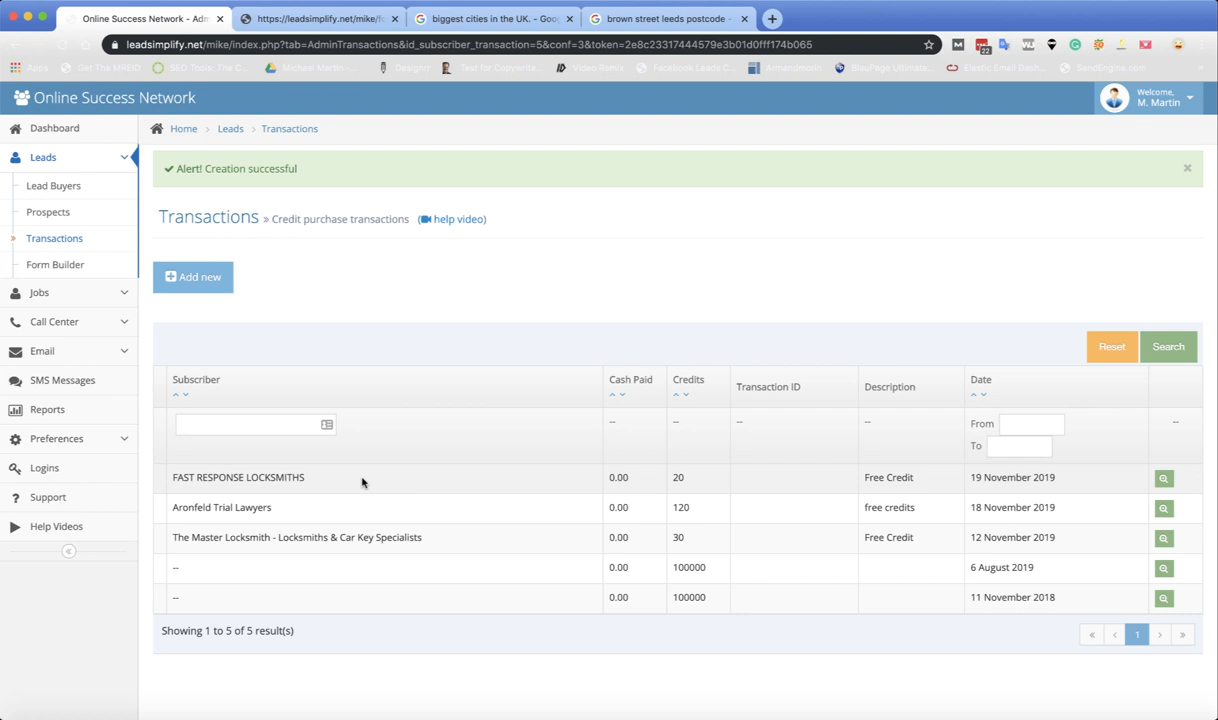 Online Success Network - Adm
https://leadsimplify.net/mike/f
biggest cities in the UK. - Goo
brown street leeds postcode -
leadsimplify.net/mike/index.php?tab=AdminTransactions&id_subscriber_transaction=5&conf=3&token=2e8c23317444579e3b01d0fff174b065
22
Apps
Get The MREID
SEO Train: The C...
Michael Martin -
Designrr
Test for Copywrite...
Video Remix
Facebook Leads C...
Armandmorin
BlauPage Ultimate...
Elastic Email Dash...
SendEngine.com
Online Success Network
Welcome,
M. Martin
Dashboard
Leads
Lead Buyers
Prospects
Transactions
Form Builder
Jobs
Call Center
Email
SMS Messages
Reports
Preferences
Logins
Support
Help Videos
Home > Leads > Transactions
Alert! Creation successful
Transactions » Credit purchase transactions (help video)
Add new
Reset Search
Subscriber Cash Paid Credits Transaction ID Description Date
-- -- -- -- From --
To
FAST RESPONSE LOCKSMITHS 0.00 20 Free Credit 19 November 2019
Aronfeld Trial Lawyers 0.00 120 free credits 18 November 2019
The Master Locksmith - Locksmiths & Car Key Specialists 0.00 30 Free Credit 12 November 2019
-- 0.00 100000 6 August 2019
-- 0.00 100000 11 November 2018
Showing 1 to 5 of 5 result(s)
« ‹ 1 › »